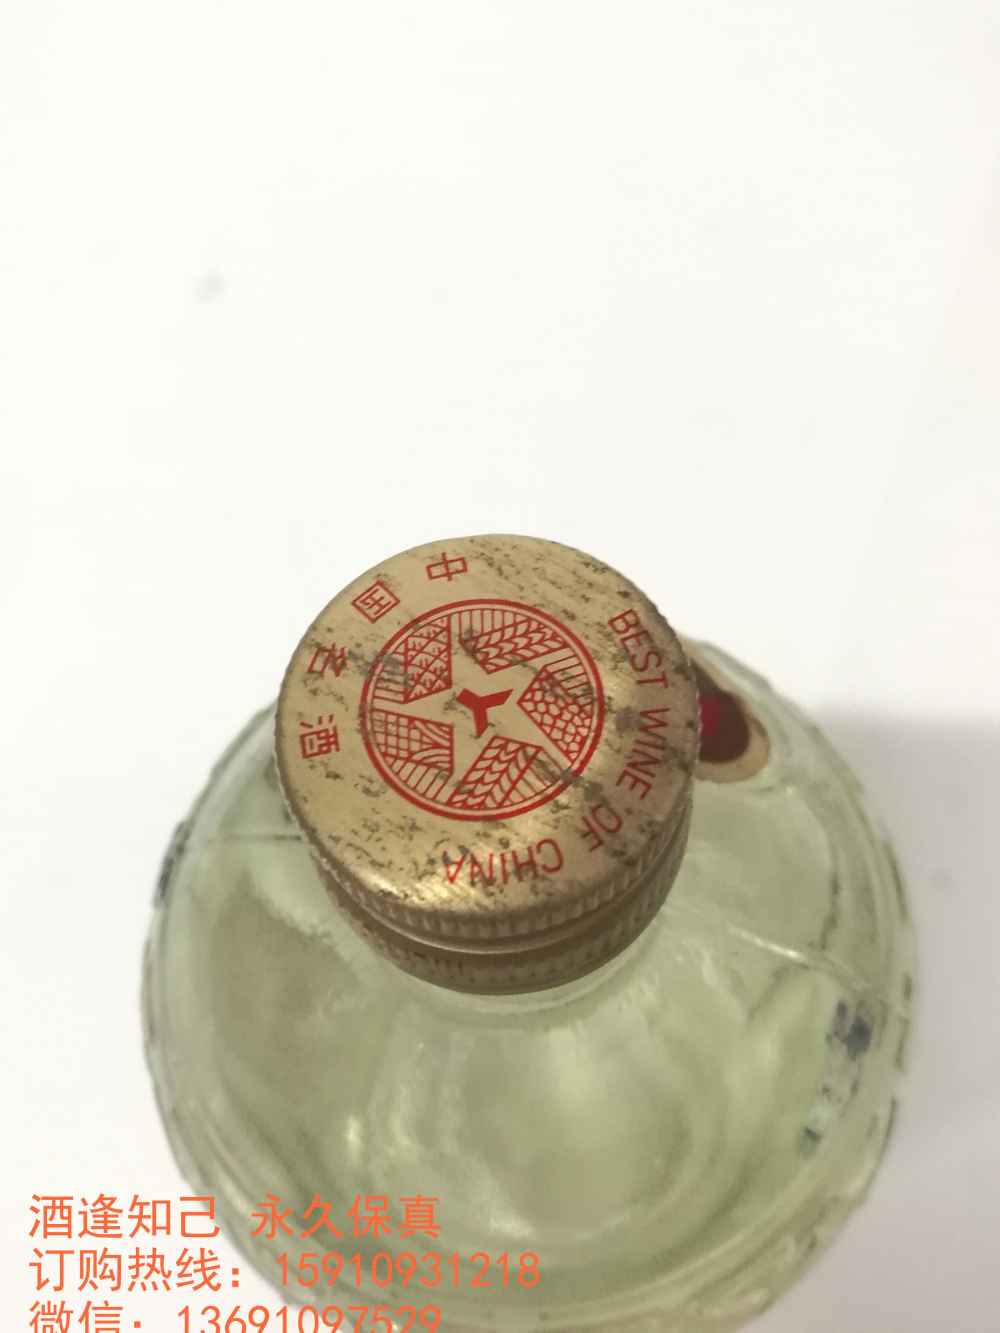 中国名酒
BEST WINE OF CHINA
酒逢知己 永久保真
订购热线：15910931218
微信：13691097529